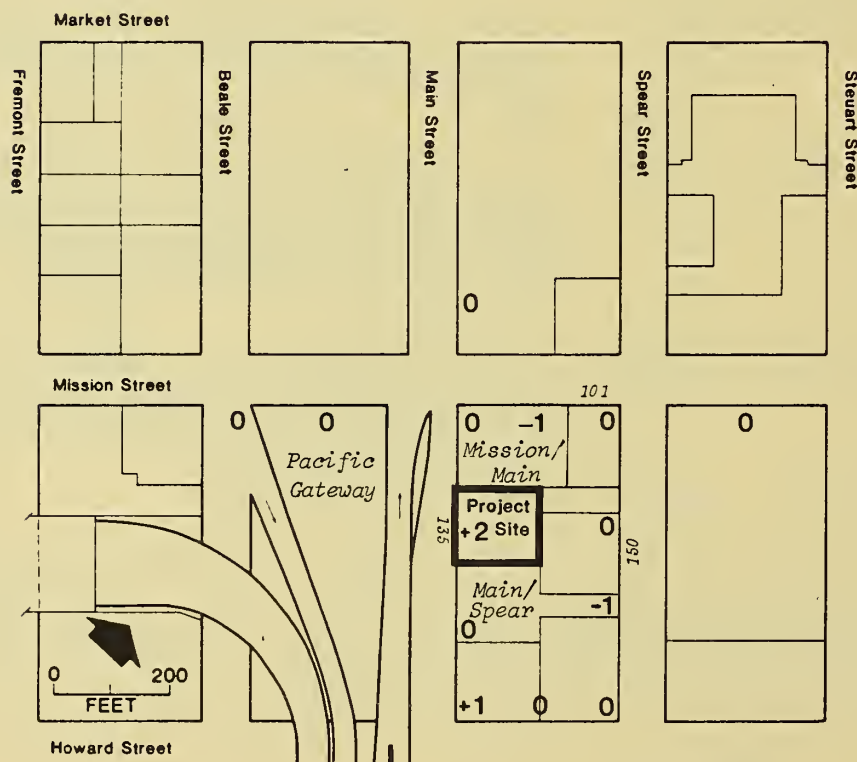 Market Street
Fremont Street
Beale Street
Main Street
Spear Street
Steuart Street
0
Mission Street
101
0
0
0 -1 0
0
Pacific
Gateway
Mission/
Main
Project
+2 Site
135
0
150
Main/
Spear
-1
0
0 200
FEET
+1 0 0
Howard Street